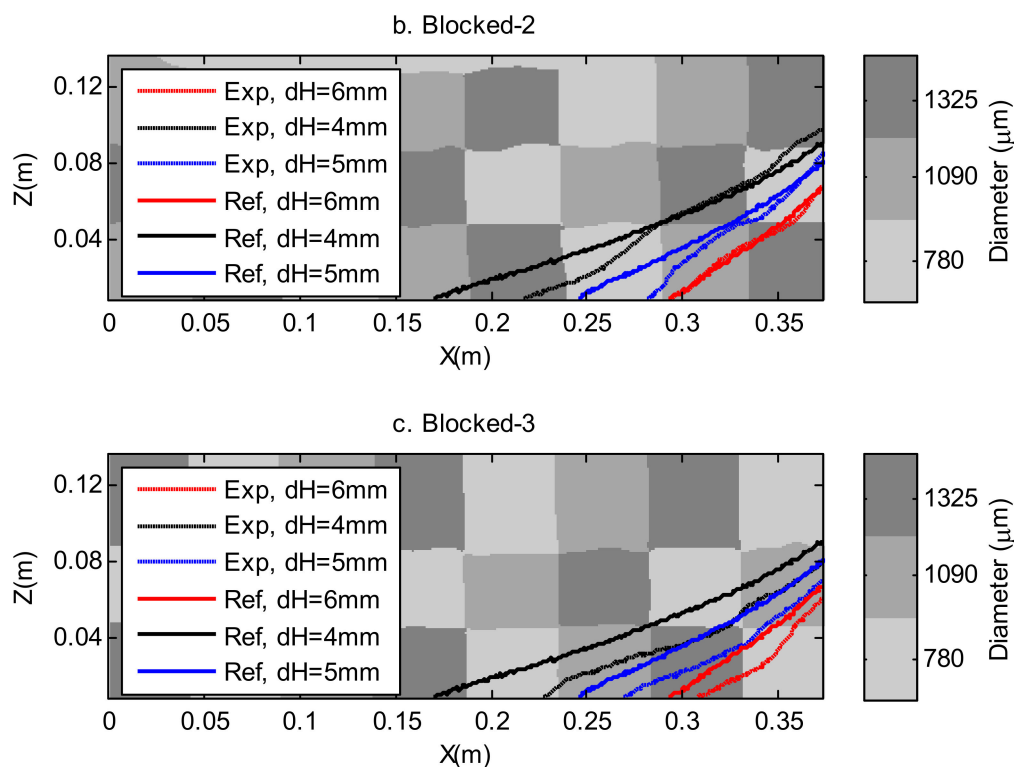 b. Blocked-2
Z(m)
0.12
0.08
0.04
Exp, dH=6mm
Exp, dH=4mm
Exp, dH=5mm
Ref, dH=6mm
Ref, dH=4mm
Ref, dH=5mm
0 0.05 0.1 0.15 0.2 0.25 0.3 0.35
X(m)
1325
1090
780
Diameter (μm)
c. Blocked-3
Z(m)
0.12
0.08
0.04
Exp, dH=6mm
Exp, dH=4mm
Exp, dH=5mm
Ref, dH=6mm
Ref, dH=4mm
Ref, dH=5mm
0 0.05 0.1 0.15 0.2 0.25 0.3 0.35
X(m)
1325
1090
780
Diameter (μm)